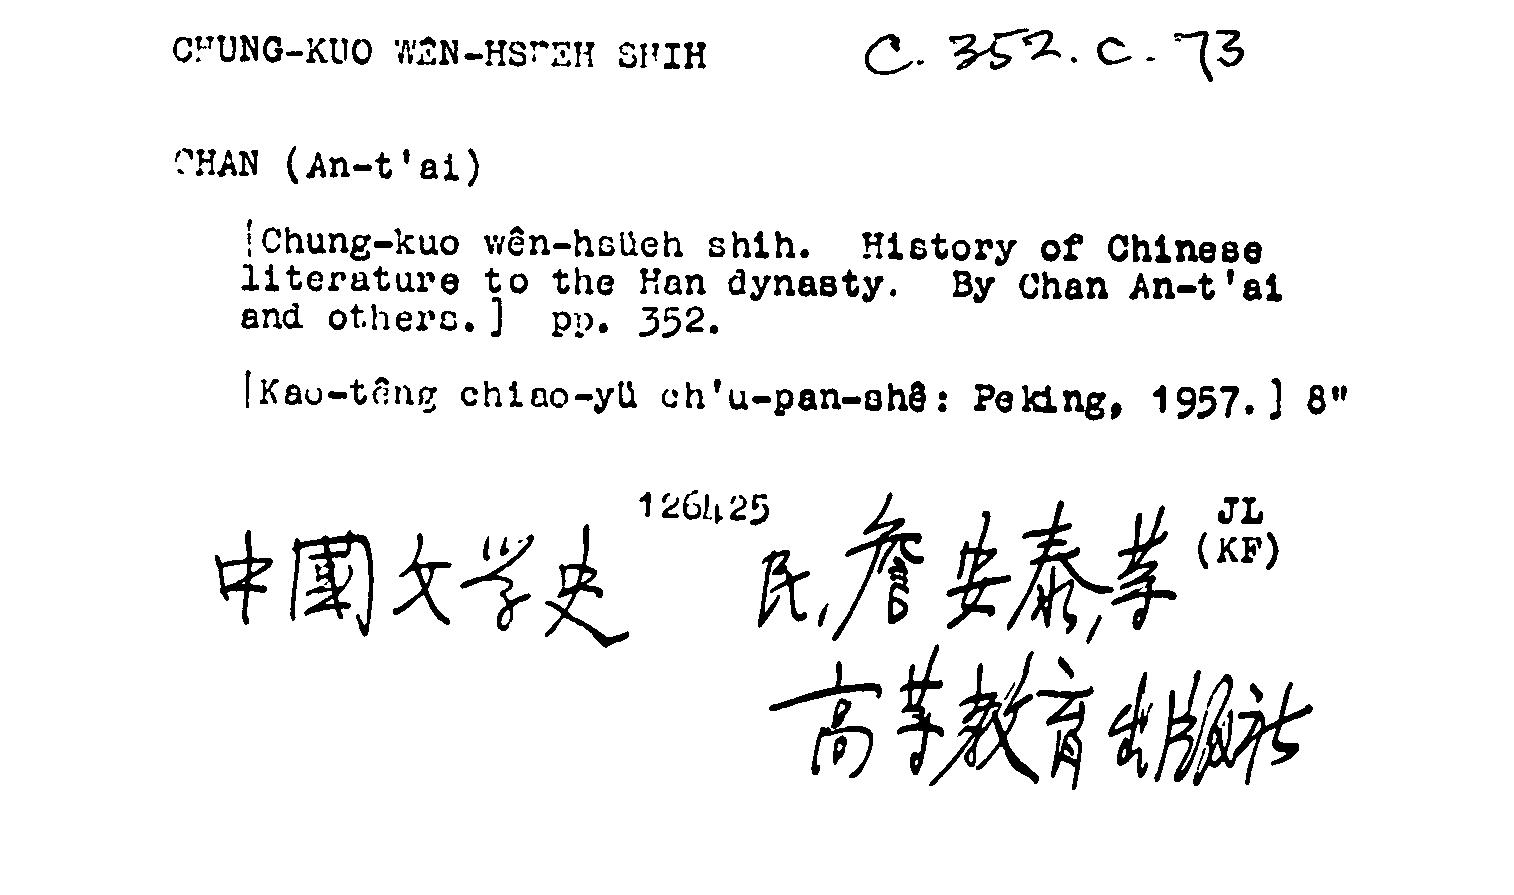 CHUNG-KUO WÊN-HSÜEH SHIH C. 352. c. 73
CHAN (An-t'ai)
[Chung-kuo wên-hsüeh shih. History of Chinese
literature to the Han dynasty. By Chan An-t'ai
and others.] pp. 352.
[Kao-têng chiao-yü ch'u-pan-shê: Peking, 1957.] 8"
126425 JL
(KF)
中國文学史 民, 詹安泰, 等
高等教育出版社